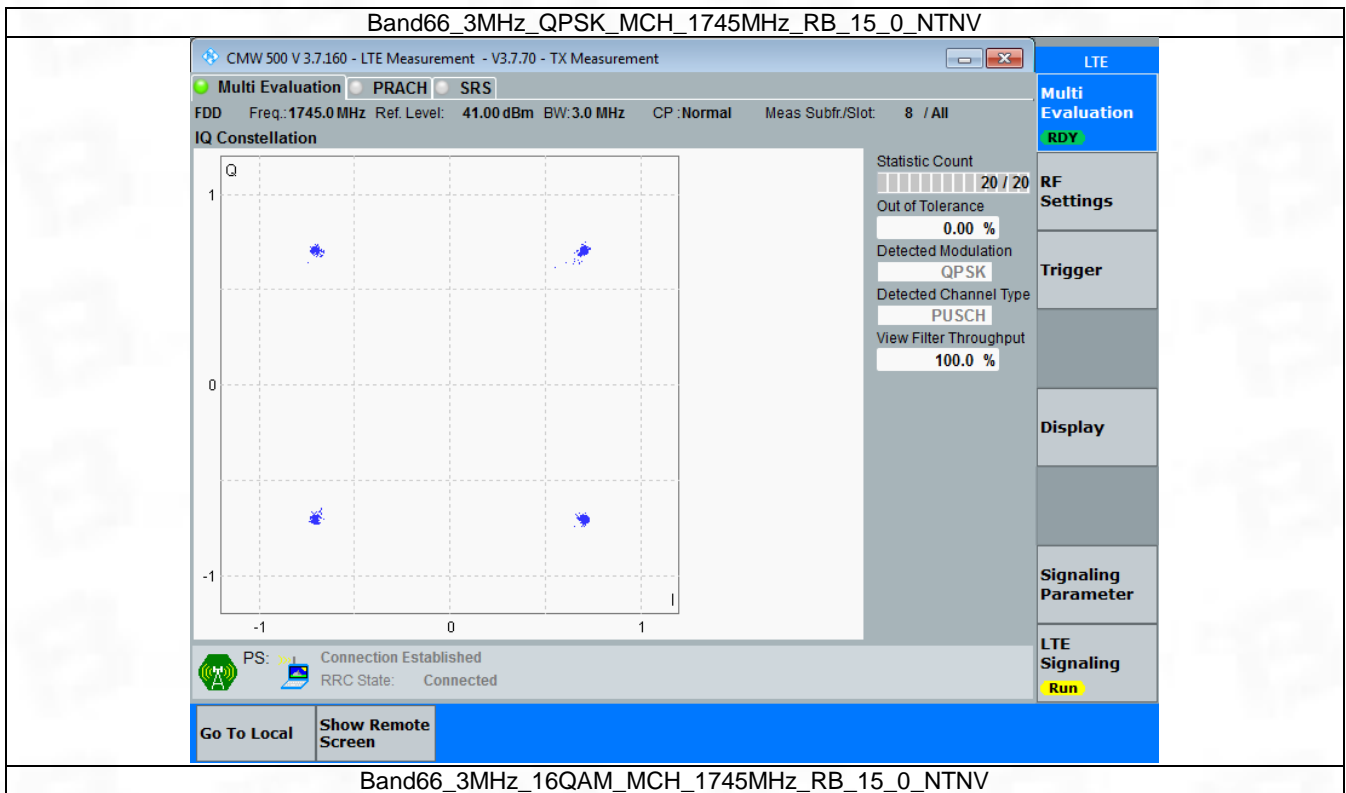 Band66_3MHz_QPSK_MCH_1745MHz_RB_15_0_NTNV
CMW 500 V 3.7.160 - LTE Measurement - V3.7.70 - TX Measurement
LTE
Multi Evaluation PRACH SRS
FDD Freq.: 1745.0 MHz Ref. Level: 41.00 dBm BW: 3.0 MHz CP : Normal Meas Subfr./Slot: 8 / All
IQ Constellation
Q
1
0
-1
I
-1 0 1
Statistic Count
20 / 20
Out of Tolerance
0.00 %
Detected Modulation
QPSK
Detected Channel Type
PUSCH
View Filter Throughput
100.0 %
Multi
Evaluation
RDY
RF
Settings
Trigger
Display
Signaling
Parameter
LTE
Signaling
Run
PS: Connection Established
RRC State: Connected
Go To Local
Show Remote
Screen
Band66_3MHz_16QAM_MCH_1745MHz_RB_15_0_NTNV